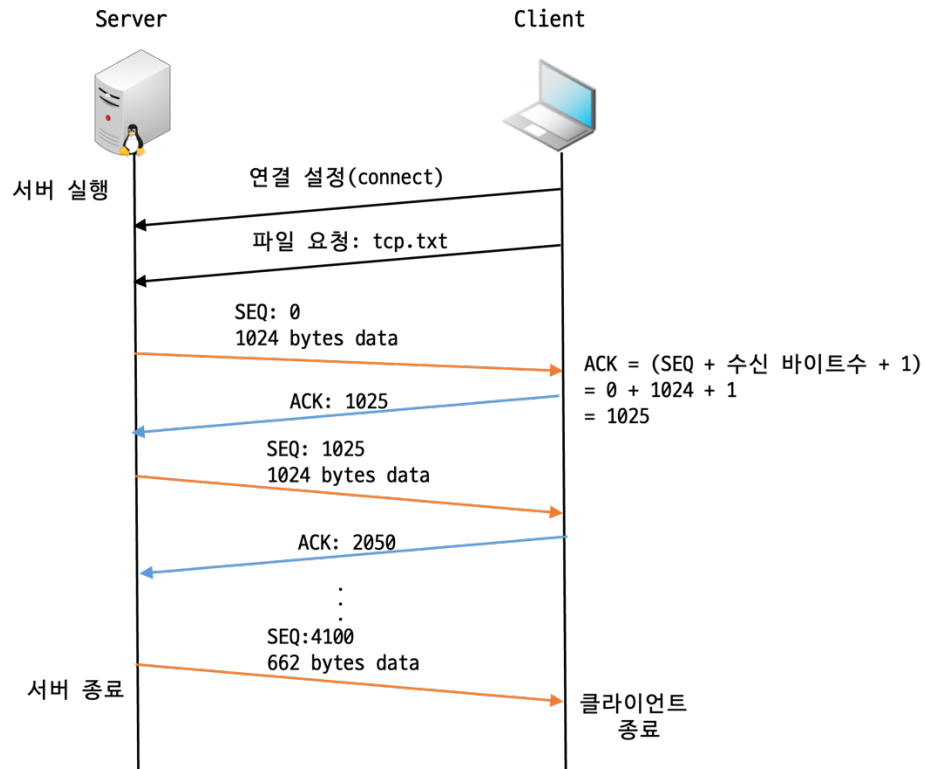 Server
Client
서버 실행
연결 설정(connect)
파일 요청: tcp.txt
SEQ: 0
1024 bytes data
ACK = (SEQ + 수신 바이트수 + 1)
= 0 + 1024 + 1
= 1025
ACK: 1025
SEQ: 1025
1024 bytes data
ACK: 2050
.
.
.
SEQ:4100
662 bytes data
서버 종료
클라이언트
종료